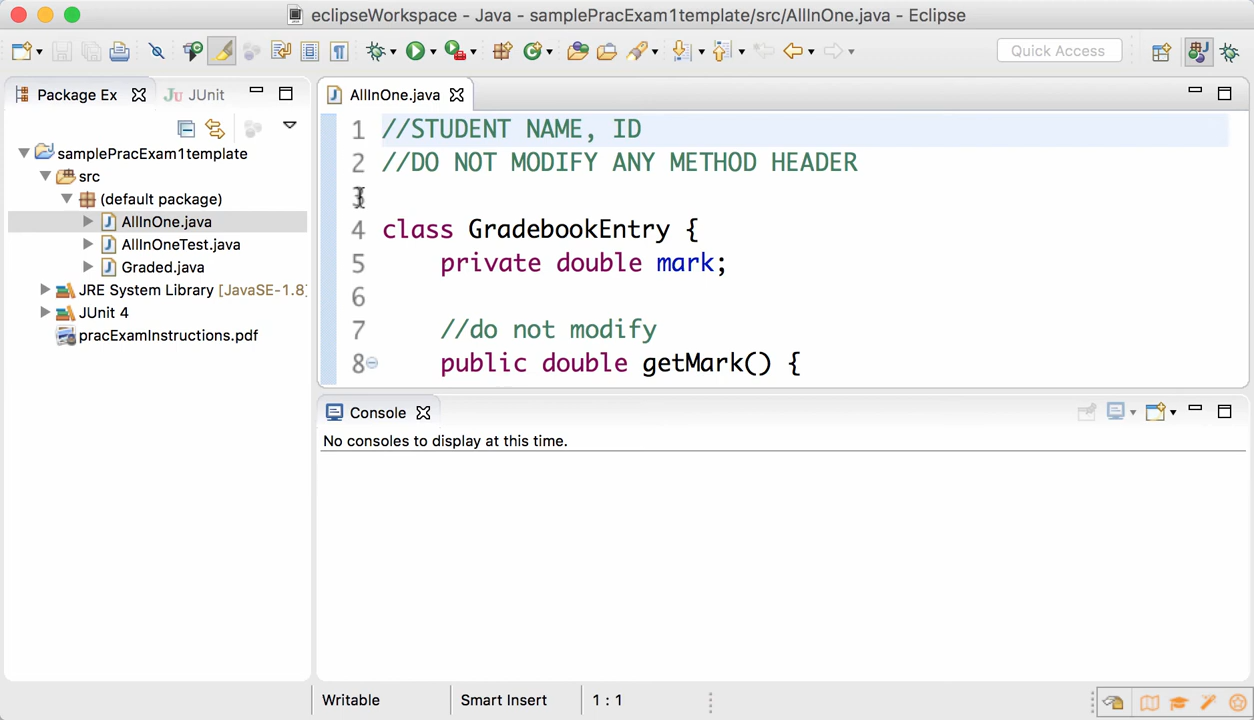 eclipseWorkspace - Java - samplePracExam1template/src/AllInOne.java - Eclipse
Quick Access
Package Ex
JUnit
samplePracExam1template
src
(default package)
AllInOne.java
AllInOneTest.java
Graded.java
JRE System Library [JavaSE-1.8]
JUnit 4
pracExamInstructions.pdf
AllInOne.java
1 //STUDENT NAME, ID
2 //DO NOT MODIFY ANY METHOD HEADER
3
4 class GradebookEntry {
5 private double mark;
6
7 //do not modify
8 public double getMark() {
Console
No consoles to display at this time.
Writable
Smart Insert
1 : 1